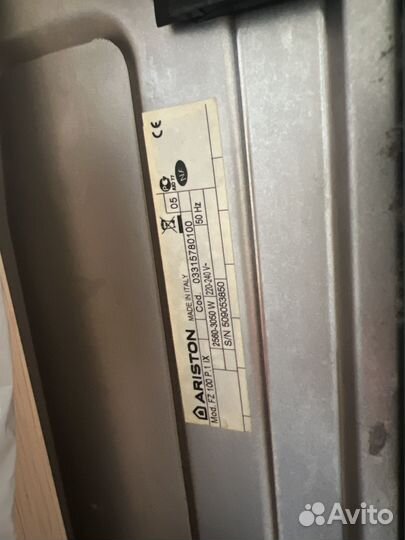 ARISTON
MADE IN ITALY
05
CE
Mod. FZ 100 P.1 IX
Cod. 03315780100
2560-3050 W 220-240 V~
50 Hz
S/N 509053850
Avito